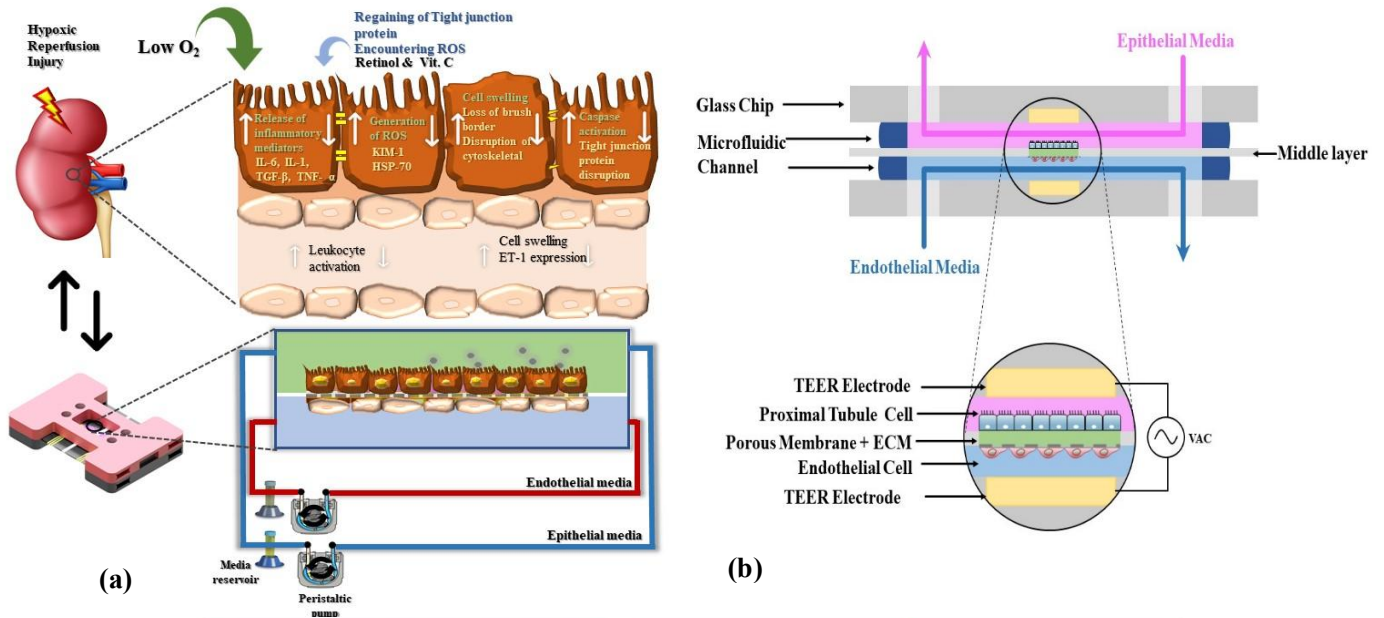 Hypoxic
Reperfusion
Injury
Low O₂
Regaining of Tight junction
protein
Encountering ROS
Retinol & Vit. C
Release of
inflammatory
mediators
IL-6, IL-1,
TGF-β, TNF- α
Generation
of ROS
KIM-1
HSP-70
Cell swelling
Loss of brush
border
Disruption of
cytoskeletal
Caspase
activation
Tight junction
protein
disruption
Leukocyte
activation
Cell swelling
ET-1 expression
Endothelial media
Epithelial media
Media
reservoir
Peristaltic
pump
(a)
Epithelial Media
Glass Chip
Microfluidic
Channel
Middle layer
Endothelial Media
TEER Electrode
Proximal Tubule Cell
Porous Membrane + ECM
Endothelial Cell
TEER Electrode
VAC
(b)